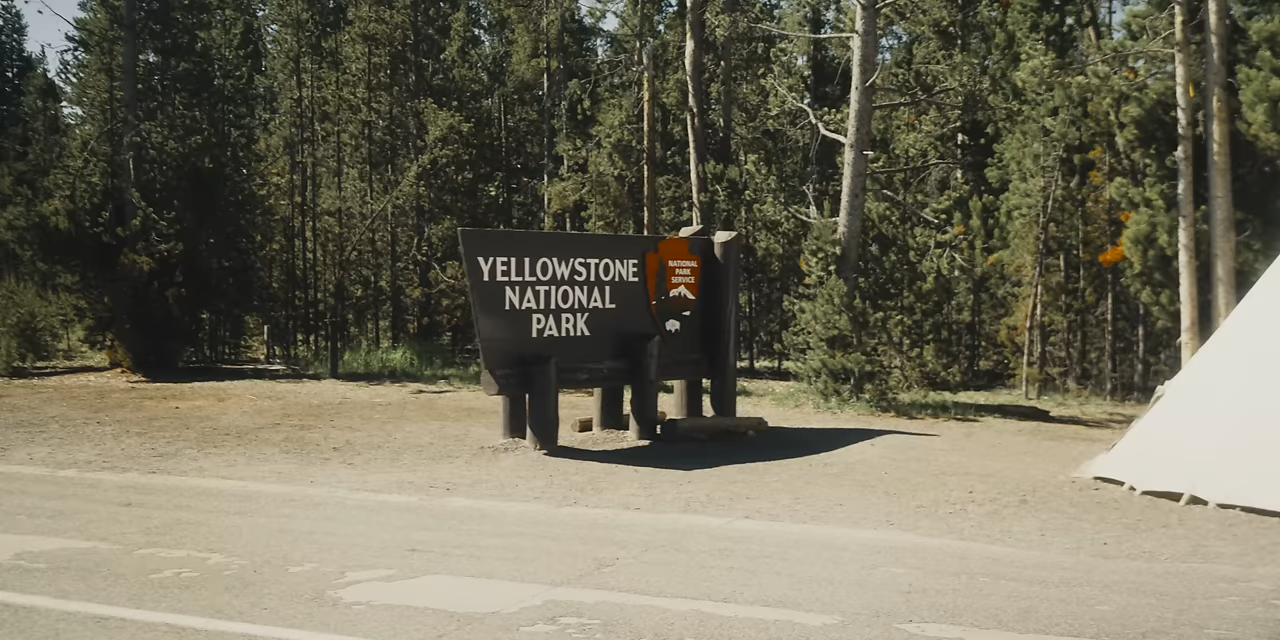 YELLOWSTONE
NATIONAL
PARK
NATIONAL
PARK
SERVICE